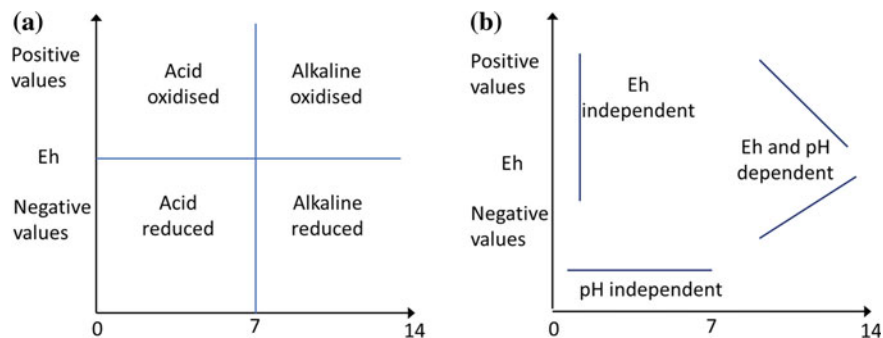 (a)
Positive
values
Acid
oxidised
Alkaline
oxidised
Eh
Negative
values
Acid
reduced
Alkaline
reduced
0
7
14
(b)
Positive
values
Eh
independent
Eh
Eh and pH
dependent
Negative
values
pH independent
0
7
14